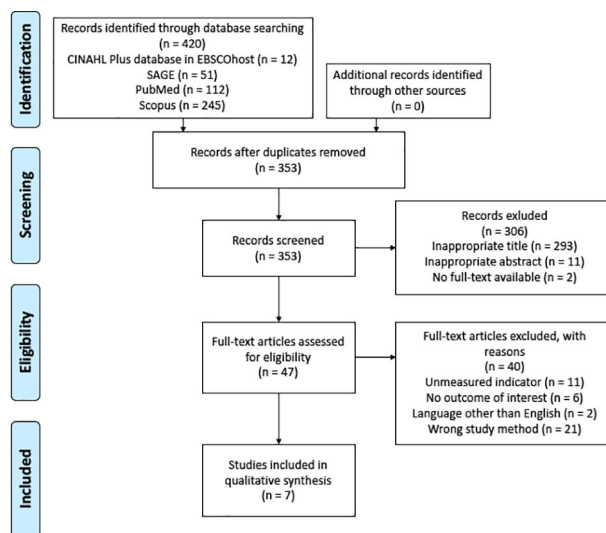 Identification
Records identified through database searching
(n = 420)
CINAHL Plus database in EBSCOhost (n = 12)
SAGE (n = 51)
PubMed (n = 112)
Scopus (n = 245)
Additional records identified
through other sources
(n = 0)
Records after duplicates removed
(n = 353)
Screening
Records screened
(n = 353)
Records exluded
(n = 306)
Inappropriate title (n = 293)
Inappropriate abstract (n = 11)
No full-text available (n = 2)
Eligibility
Full-text articles assessed
for eligibility
(n = 47)
Full-text articles excluded, with
reasons
(n = 40)
Unmeasured indicator (n = 11)
No outcome of interest (n = 6)
Language other than English (n = 2)
Wrong study method (n = 21)
Included
Studies included in
qualitative synthesis
(n = 7)